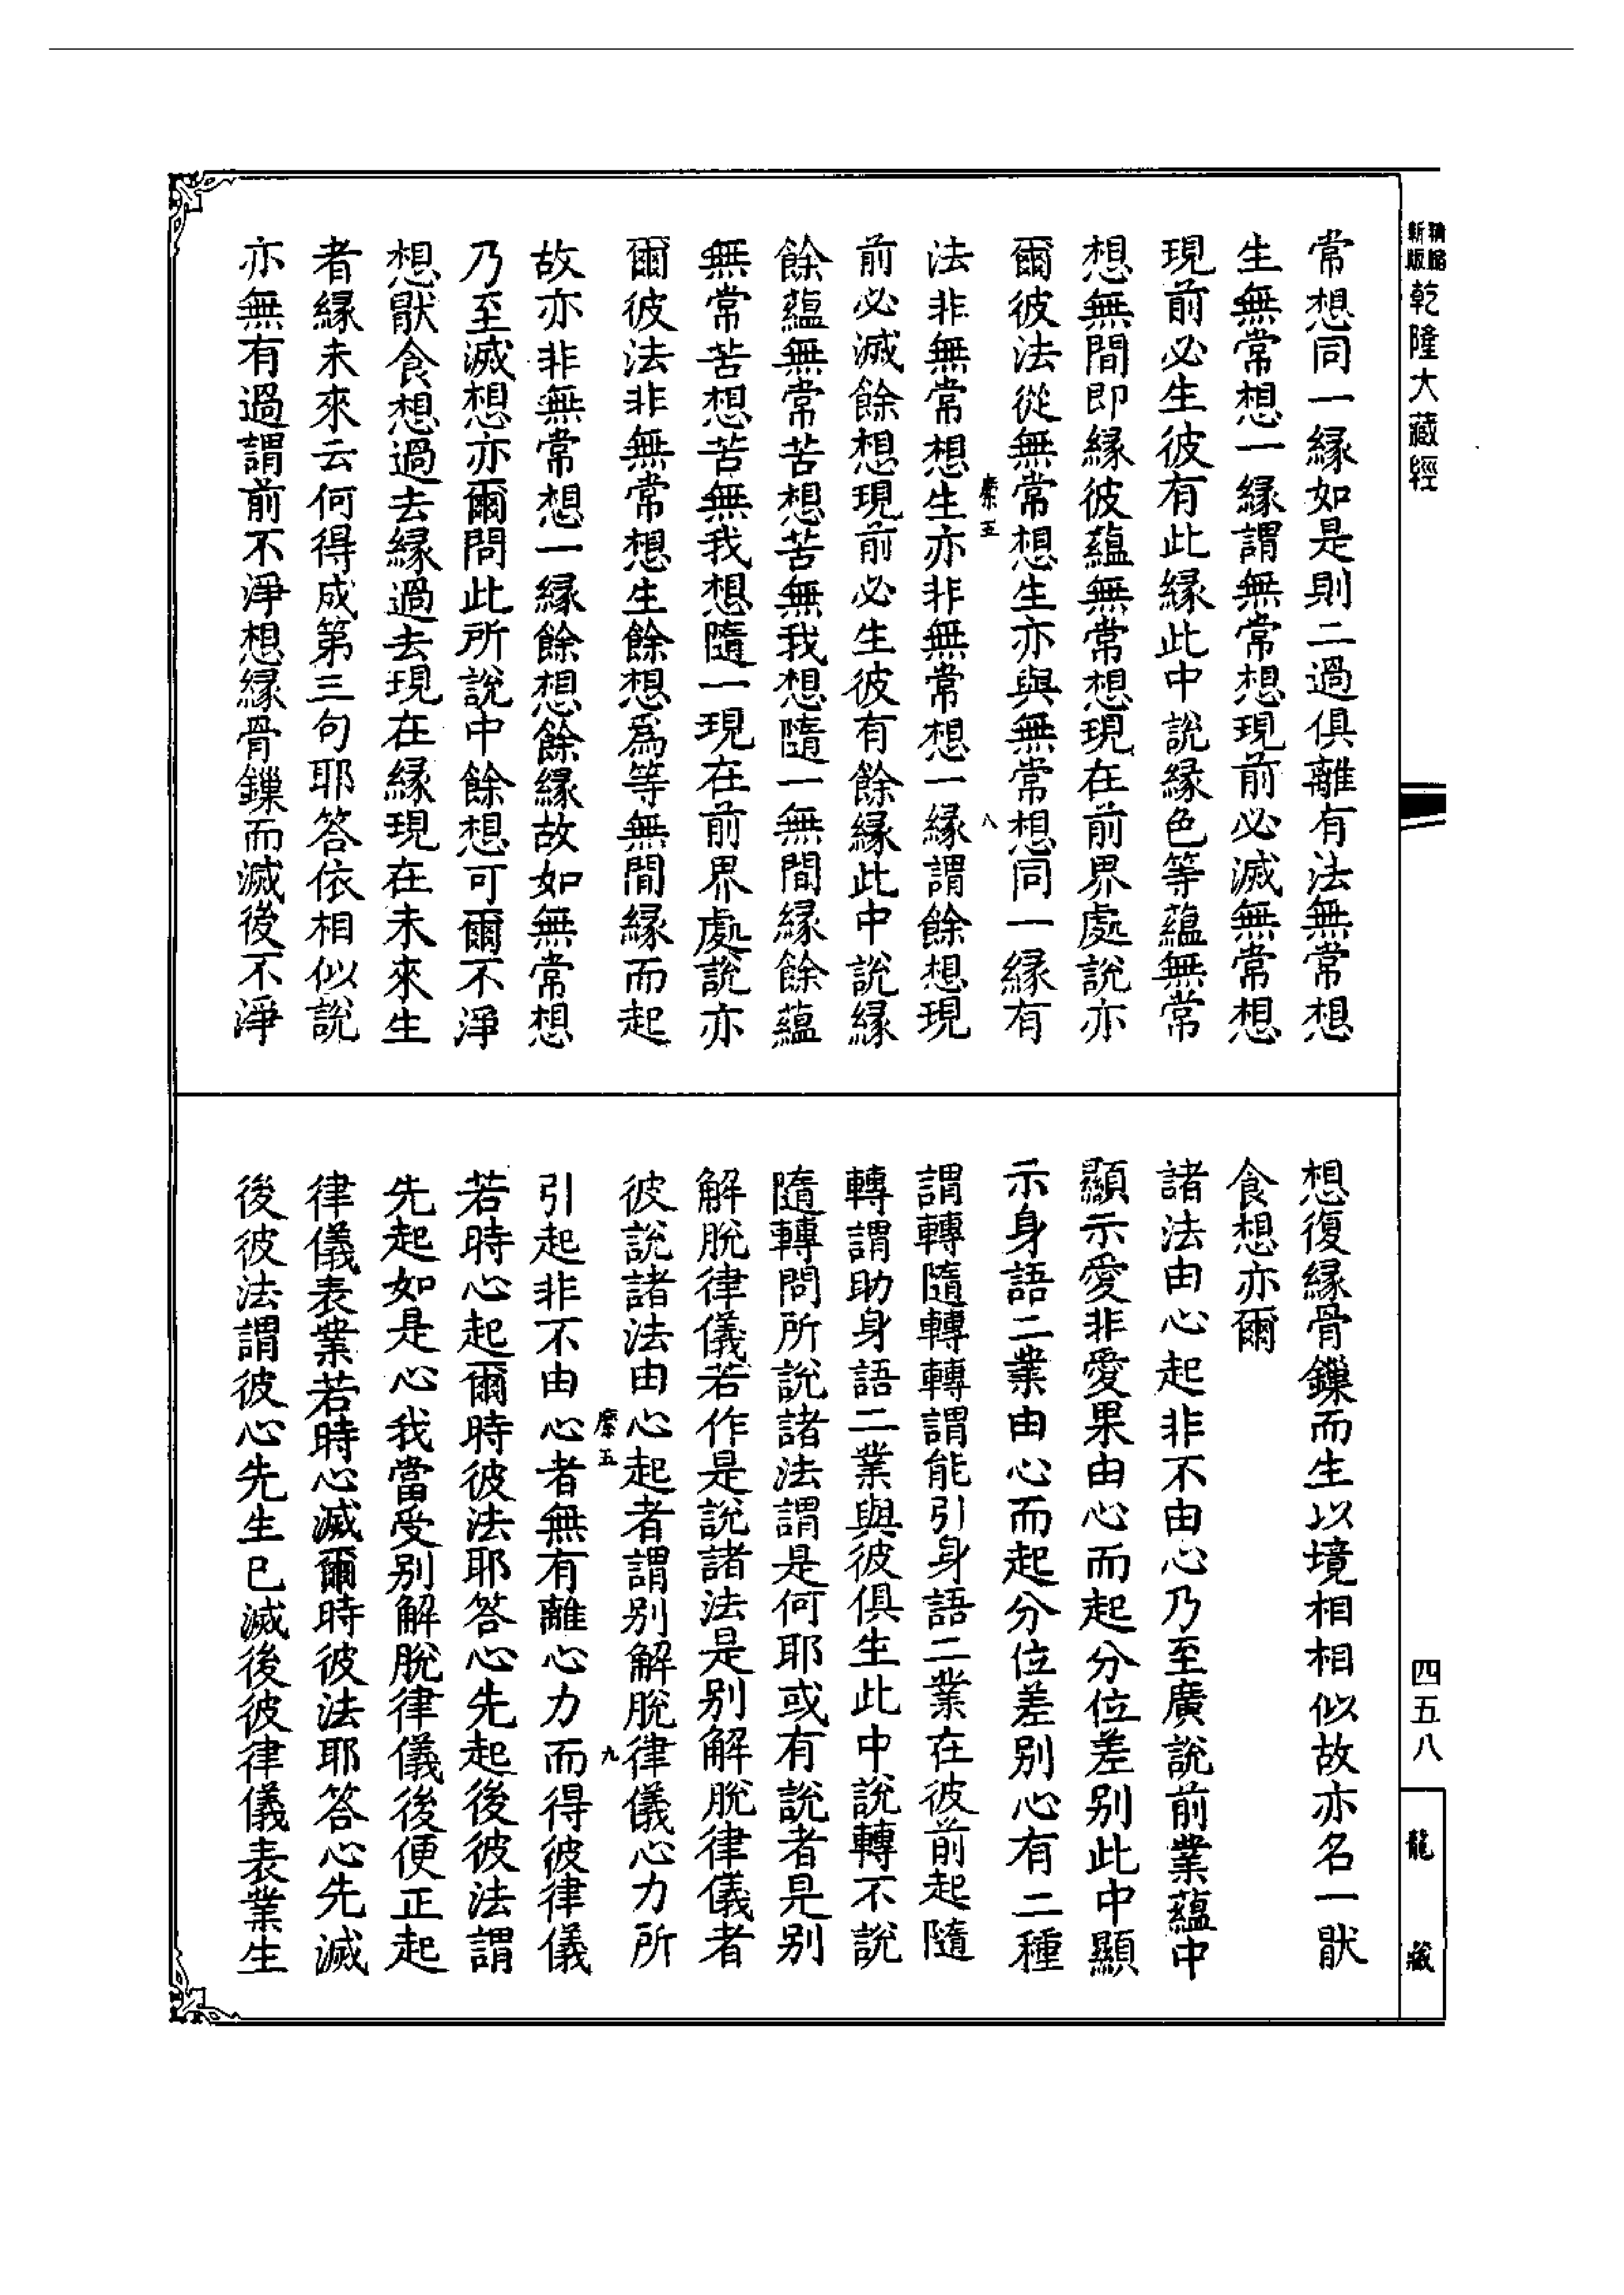 新版
精縮
乾隆大藏經
四五八
龍藏
常想同一緣如是則二過俱離有法無常想
生無常想一緣謂無常想現前必滅無常想
現前必生彼有此緣此中說緣色等蘊無常
想無間即緣彼蘊無常想現在前界處說亦
爾彼法從無常想生亦與無常想同一緣有
縻五
八
法非無常想生亦非無常想一緣謂餘想現
前必滅餘想現前必生彼有餘緣此中說緣
餘蘊無常苦想苦無我想隨一無間緣餘蘊
無常苦想苦無我想隨一現在前界處說亦
爾彼法非無常想生餘想為等無間緣而起
故亦非無常想一緣餘想餘緣故如無常想
乃至滅想亦爾問此所說中餘想可爾不淨
想猒食想過去緣過去現在緣現在未來生
者緣未來云何得成第三句耶答依相似說
亦無有過謂前不淨想緣骨鏁而滅後不淨
想復緣骨鏁而生以境相相似故亦名一猒
食想亦爾
諸法由心起非不由心乃至廣說前業蘊中
顯示愛非愛果由心而起分位差別此中顯
示身語二業由心而起分位差別心有二種
謂轉隨轉轉謂能引身語二業在彼前起隨
轉謂助身語二業與彼俱生此中說轉不說
隨轉問所說諸法謂是何耶或有說者是別
解脫律儀若作是說諸法是別解脫律儀者
彼說諸法由心起者謂別解脫律儀心力所
縻五
九
引起非不由心者無有離心力而得彼律儀
若時心起爾時彼法耶答心先起後彼法謂
先起如是心我當受別解脫律儀後便正起
律儀表業若時心滅爾時彼法耶答心先滅
後彼法謂彼心先生已滅後彼律儀表業生